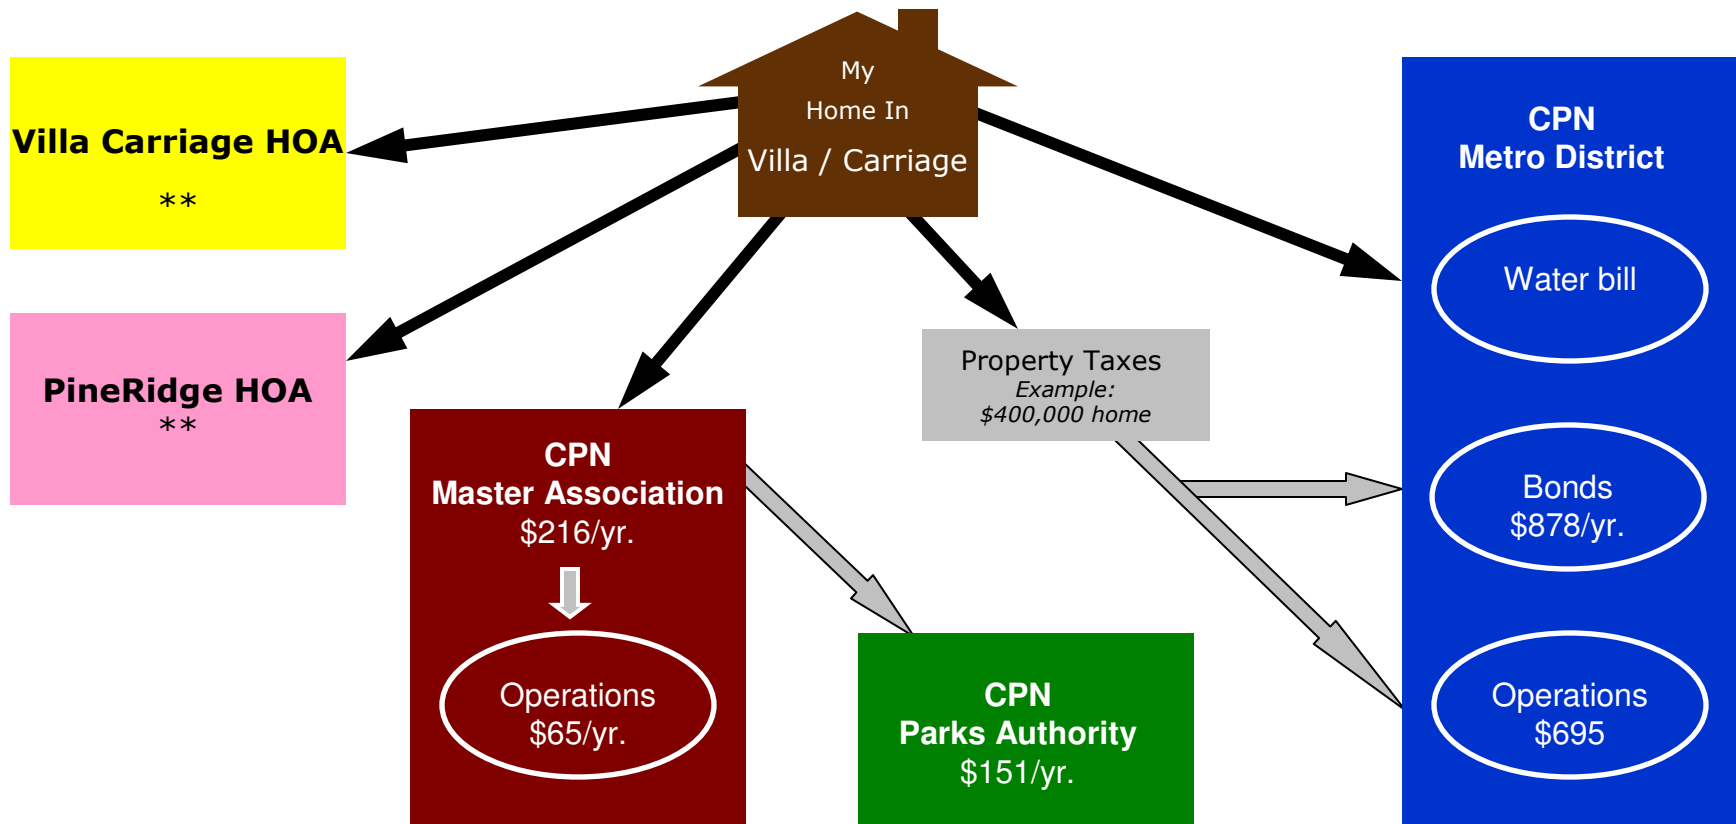 My
Home In
Villa / Carriage
Villa Carriage HOA
**
PineRidge HOA
**
CPN
Master Association
$216/yr.
Operations
$65/yr.
Property Taxes
Example:
$400,000 home
CPN
Parks Authority
$151/yr.
CPN
Metro District
Water bill
Bonds
$878/yr.
Operations
$695